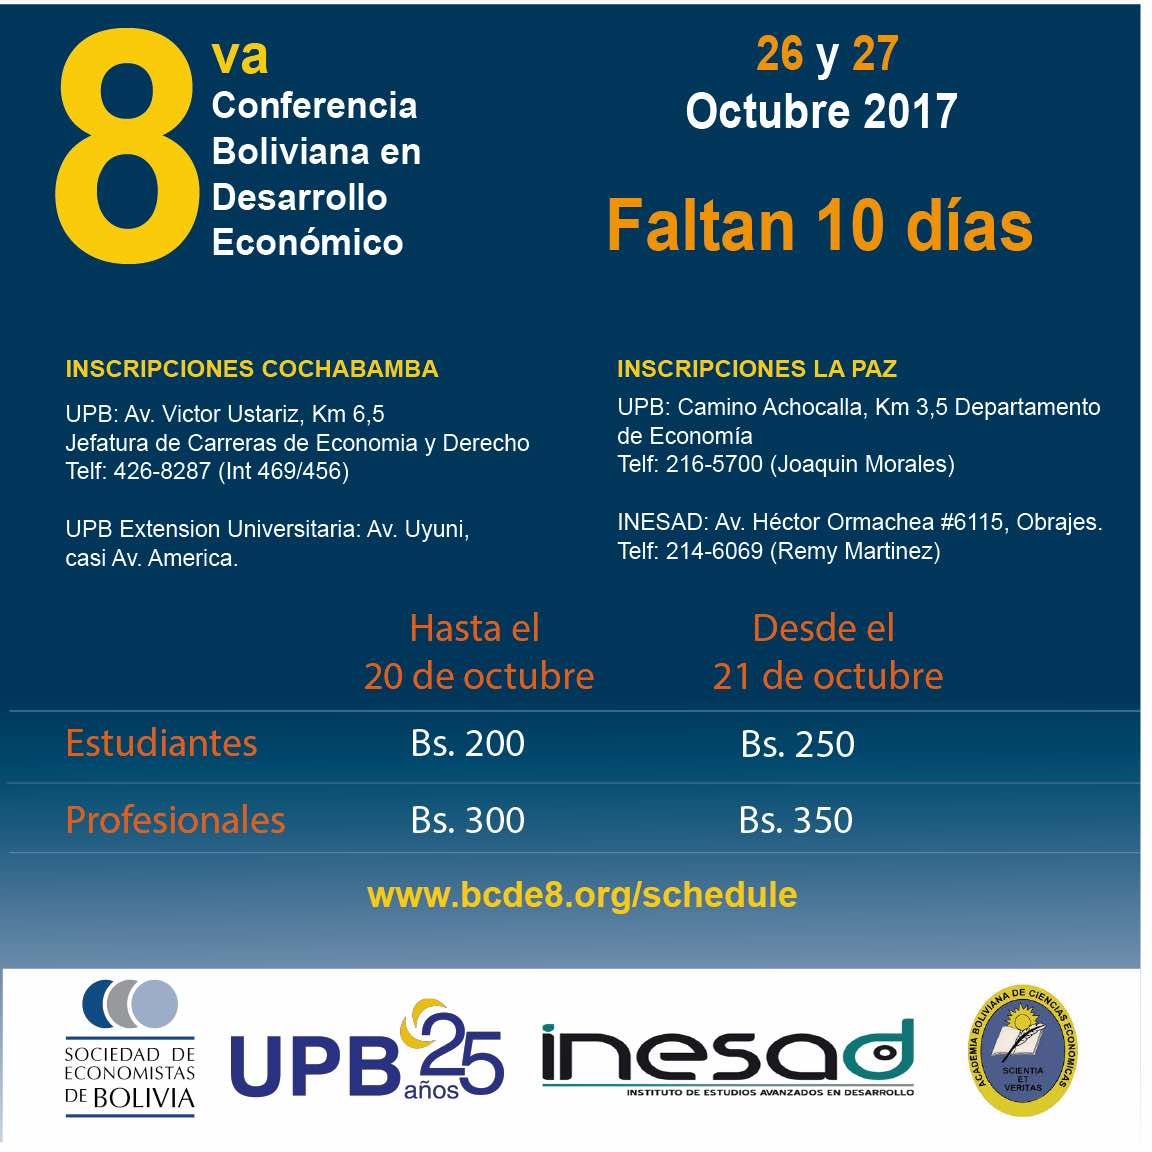 8va
Conferencia
Boliviana en
Desarrollo
Económico
26 y 27
Octubre 2017
Faltan 10 días
INSCRIPCIONES COCHABAMBA
UPB: Av. Victor Ustariz, Km 6,5
Jefatura de Carreras de Economia y Derecho
Telf: 426-8287 (Int 469/456)
UPB Extension Universitaria: Av. Uyuni,
casi Av. America.
INSCRIPCIONES LA PAZ
UPB: Camino Achocalla, Km 3,5 Departamento
de Economía
Telf: 216-5700 (Joaquin Morales)
INESAD: Av. Héctor Ormachea #6115, Obrajes.
Telf: 214-6069 (Remy Martinez)
Hasta el
20 de octubre
Desde el
21 de octubre
Estudiantes Bs. 200 Bs. 250
Profesionales Bs. 300 Bs. 350
www.bcde8.org/schedule
SOCIEDAD DE
ECONOMISTAS
DE BOLIVIA
UPB 25
años
inesad
INSTITUTO DE ESTUDIOS AVANZADOS EN DESARROLLO
ACADEMIA BOLIVIANA DE CIENCIAS ECONOMICAS
SCIENTIA
ET
VERITAS